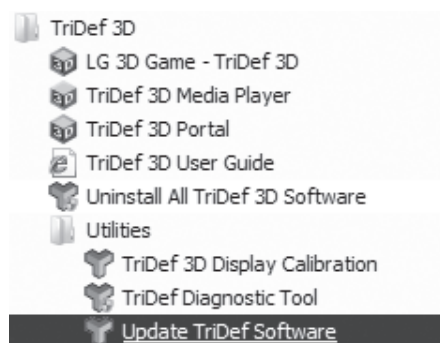 TriDef 3D
LG 3D Game - TriDef 3D
TriDef 3D Media Player
TriDef 3D Portal
TriDef 3D User Guide
Uninstall All TriDef 3D Software
Utilities
TriDef 3D Display Calibration
TriDef Diagnostic Tool
Update TriDef Software